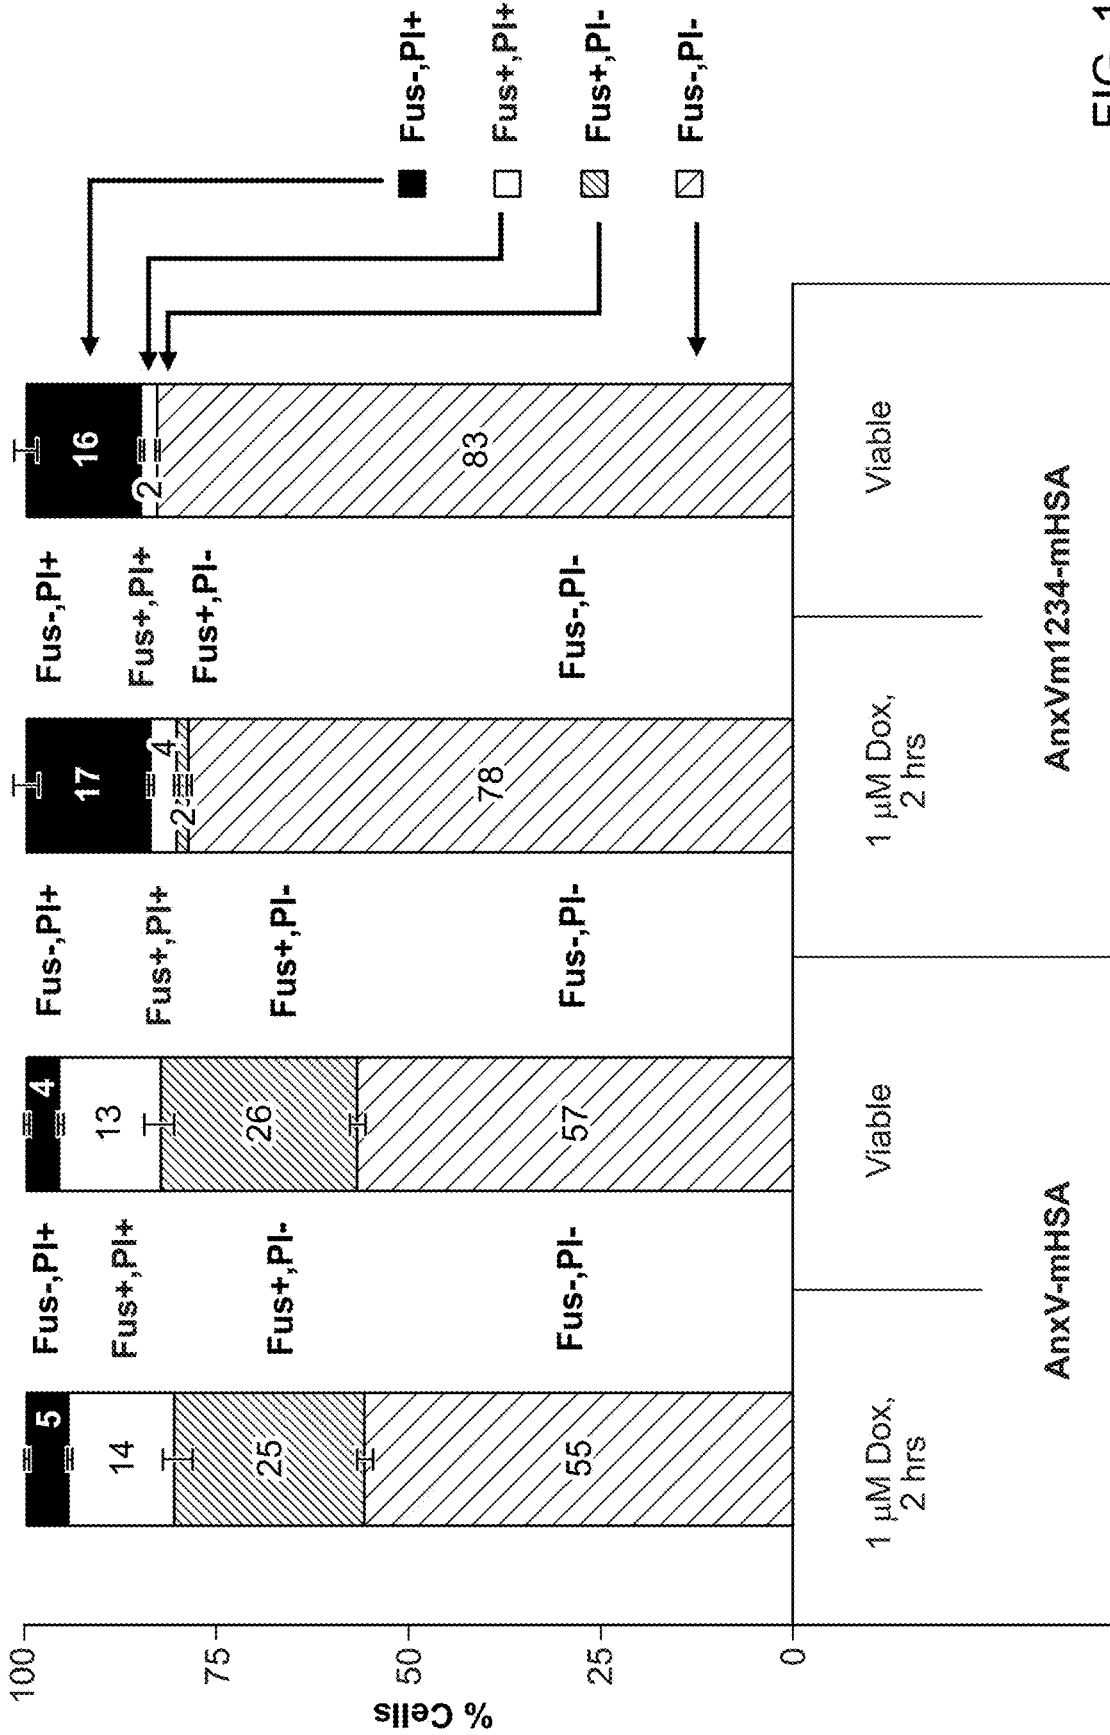 % Cells
100
75
50
25
0
5
14
25
55
Fus-,PI+
Fus+,PI+
Fus+,PI-
Fus-,PI-
4
13
26
57
Fus-,PI+
Fus+,PI+
Fus+,PI-
Fus-,PI-
17
4
2
78
Fus-,PI+
Fus+,PI+
Fus+,PI-
Fus-,PI-
16
2
83
Fus-,PI+
Fus+,PI+
Fus+,PI-
Fus-,PI-
1 µM Dox,
2 hrs
Viable
1 µM Dox,
2 hrs
Viable
AnxV-mHSA
AnxVm1234-mHSA